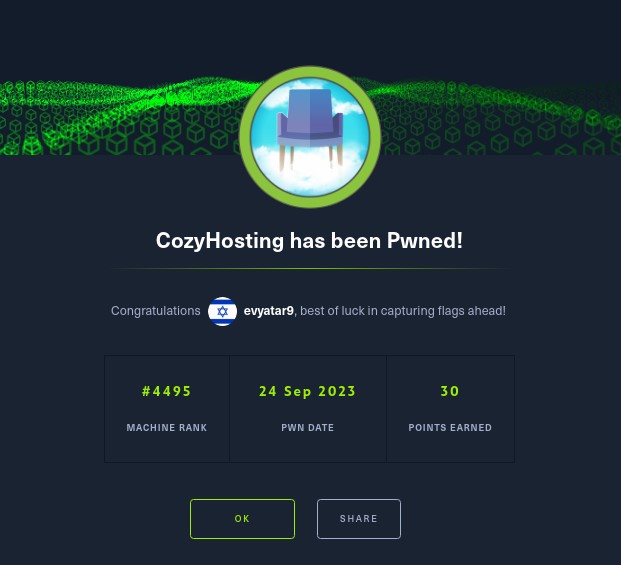 CozyHosting has been Pwned!
Congratulations evyatar9, best of luck in capturing flags ahead!
#4495 24 Sep 2023 30
MACHINE RANK PWN DATE POINTS EARNED
OK SHARE